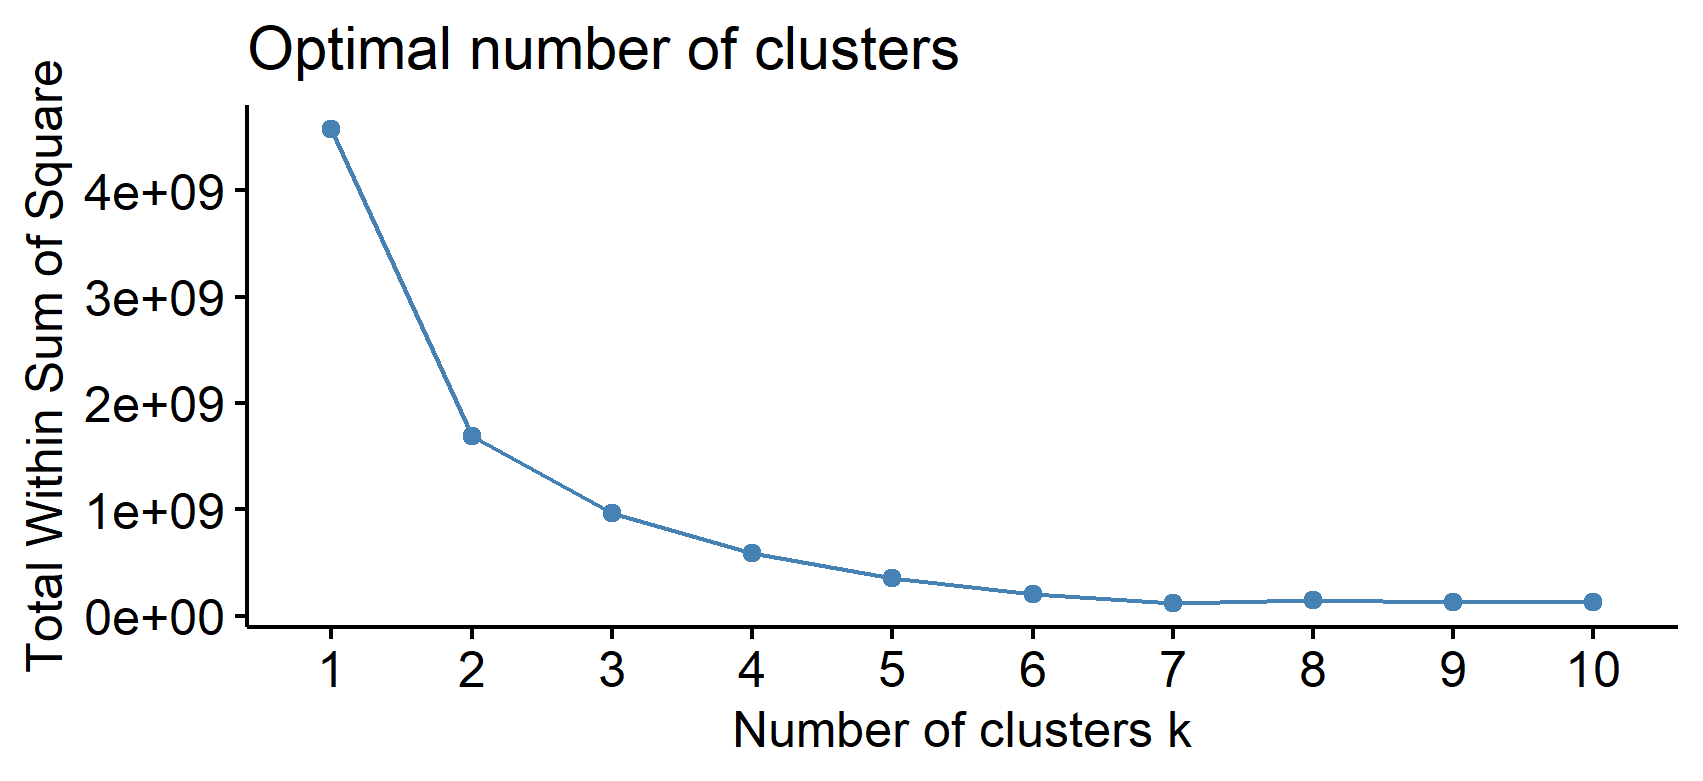 Optimal number of clusters
Total Within Sum of Square
4e+09
3e+09
2e+09
1e+09
0e+00
1 2 3 4 5 6 7 8 9 10
Number of clusters k